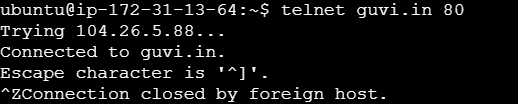 ubuntu@ip-172-31-13-64:~$ telnet guvi.in 80
Trying 104.26.5.88...
Connected to guvi.in.
Escape character is '^]'.
^ZConnection closed by foreign host.